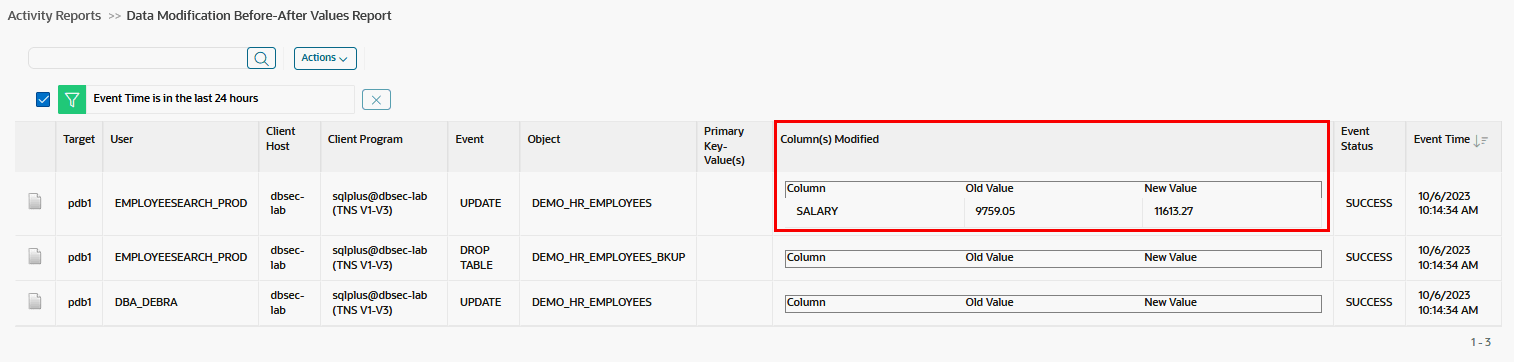 Activity Reports >> Data Modification Before-After Values Report
Actions
Event Time is in the last 24 hours
Target User Client Host Client Program Event Object Primary Key-Value(s) Column(s) Modified Event Status Event Time
Column Old Value New Value
pdb1 EMPLOYEESEARCH_PROD dbsec-lab sqlplus@dbsec-lab (TNS V1-V3) UPDATE DEMO_HR_EMPLOYEES SALARY 9759.05 11613.27 SUCCESS 10/6/2023 10:14:34 AM
pdb1 EMPLOYEESEARCH_PROD dbsec-lab sqlplus@dbsec-lab (TNS V1-V3) DROP TABLE DEMO_HR_EMPLOYEES_BKUP Column Old Value New Value SUCCESS 10/6/2023 10:14:34 AM
pdb1 DBA_DEBRA dbsec-lab sqlplus@dbsec-lab (TNS V1-V3) UPDATE DEMO_HR_EMPLOYEES Column Old Value New Value SUCCESS 10/6/2023 10:14:34 AM
1 - 3